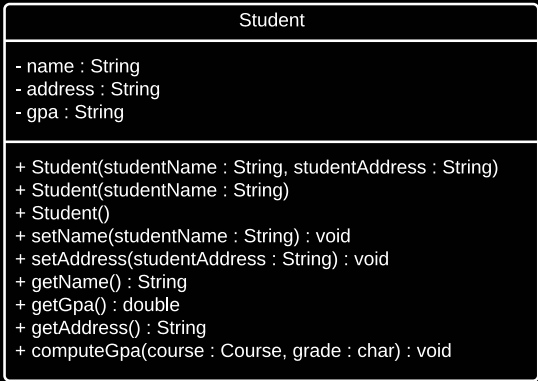 Student
- name : String
- address : String
- gpa : String
+ Student(studentName : String, studentAddress : String)
+ Student(studentName : String)
+ Student()
+ setName(studentName : String) : void
+ setAddress(studentAddress : String) : void
+ getName() : String
+ getGpa() : double
+ getAddress() : String
+ computeGpa(course : Course, grade : char) : void